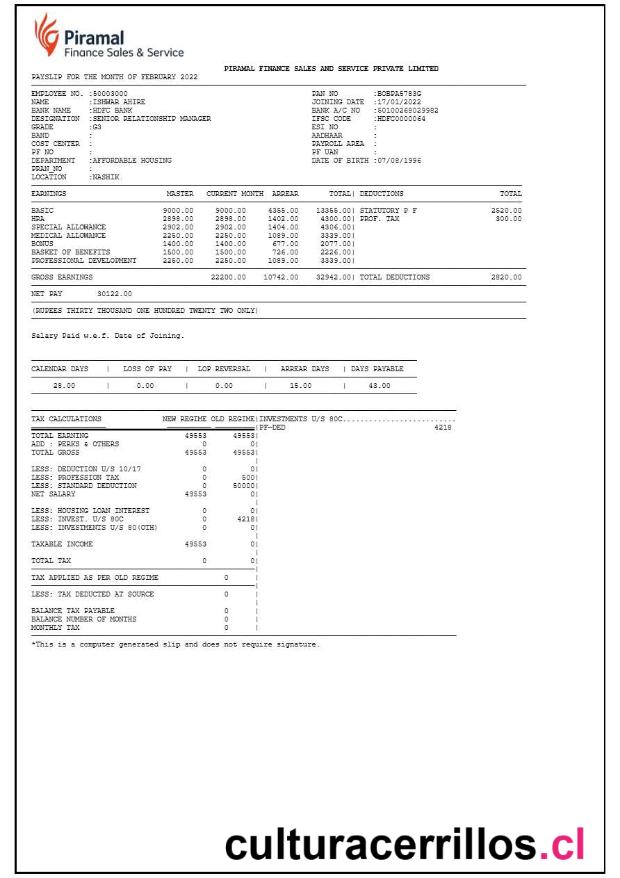 Piramal
Finance Sales & Service
PIRAMAL FINANCE SALES AND SERVICE PRIVATE LIMITED
PAYSLIP FOR THE MONTH OF FEBRUARY 2022
EMPLOYEE NO. :50003000 PAN NO :BOBPA5783G
NAME :ISHWAR AHIRE JOINING DATE :17/01/2022
BANK NAME :HDFC BANK BANK A/C NO :50100269029982
DESIGNATION :SENIOR RELATIONSHIP MANAGER IFSC CODE :HDFC0000064
GRADE :G3 ESI NO :
BAND : AADHAAR :
COST CENTER : PAYROLL AREA :
PF NO : PF UAN :
DEPARTMENT :AFFORDABLE HOUSING DATE OF BIRTH :07/08/1996
PRAN_NO :
LOCATION :NASHIK
EARNINGS MASTER CURRENT MONTH ARREAR TOTAL| DEDUCTIONS TOTAL
BASIC 9000.00 9000.00 4355.00 13355.00| STATUTORY P F 2520.00
HRA 2898.00 2898.00 1402.00 4300.00| PROF. TAX 300.00
SPECIAL ALLOWANCE 2902.00 2902.00 1404.00 4306.00|
MEDICAL ALLOWANCE 2250.00 2250.00 1089.00 3339.00|
BONUS 1400.00 1400.00 677.00 2077.00|
BASKET OF BENEFITS 1500.00 1500.00 726.00 2226.00|
PROFESSIONAL DEVELOPMENT 2250.00 2250.00 1089.00 3339.00|
GROSS EARNINGS 22200.00 10742.00 32942.00| TOTAL DEDUCTIONS 2820.00
NET PAY 30122.00
(RUPEES THIRTY THOUSAND ONE HUNDRED TWENTY TWO ONLY)
Salary Paid w.e.f. Date of Joining.
CALENDAR DAYS | LOSS OF PAY | LOP REVERSAL | ARREAR DAYS | DAYS PAYABLE
28.00 | 0.00 | 0.00 | 15.00 | 43.00
TAX CALCULATIONS NEW REGIME OLD REGIME|INVESTMENTS U/S 80C..........................
|PF-DED 4218
TOTAL EARNING 49553 49553|
ADD : PERKS & OTHERS 0 0|
TOTAL GROSS 49553 49553|
LESS: DEDUCTION U/S 10/17 0 0|
LESS: PROFESSION TAX 0 500|
LESS: STANDARD DEDUCTION 0 50000|
NET SALARY 49553 0|
LESS: HOUSING LOAN INTEREST 0 0|
LESS: INVEST. U/S 80C 0 4218|
LESS: INVESTMENTS U/S 80(OTH) 0 0|
TAXABLE INCOME 49553 0|
TOTAL TAX 0 0|
TAX APPLIED AS PER OLD REGIME 0 |
LESS: TAX DEDUCTED AT SOURCE 0 |
BALANCE TAX PAYABLE 0 |
BALANCE NUMBER OF MONTHS 0 |
MONTHLY TAX 0 |
*This is a computer generated slip and does not require signature.
culturacerrillos.cl